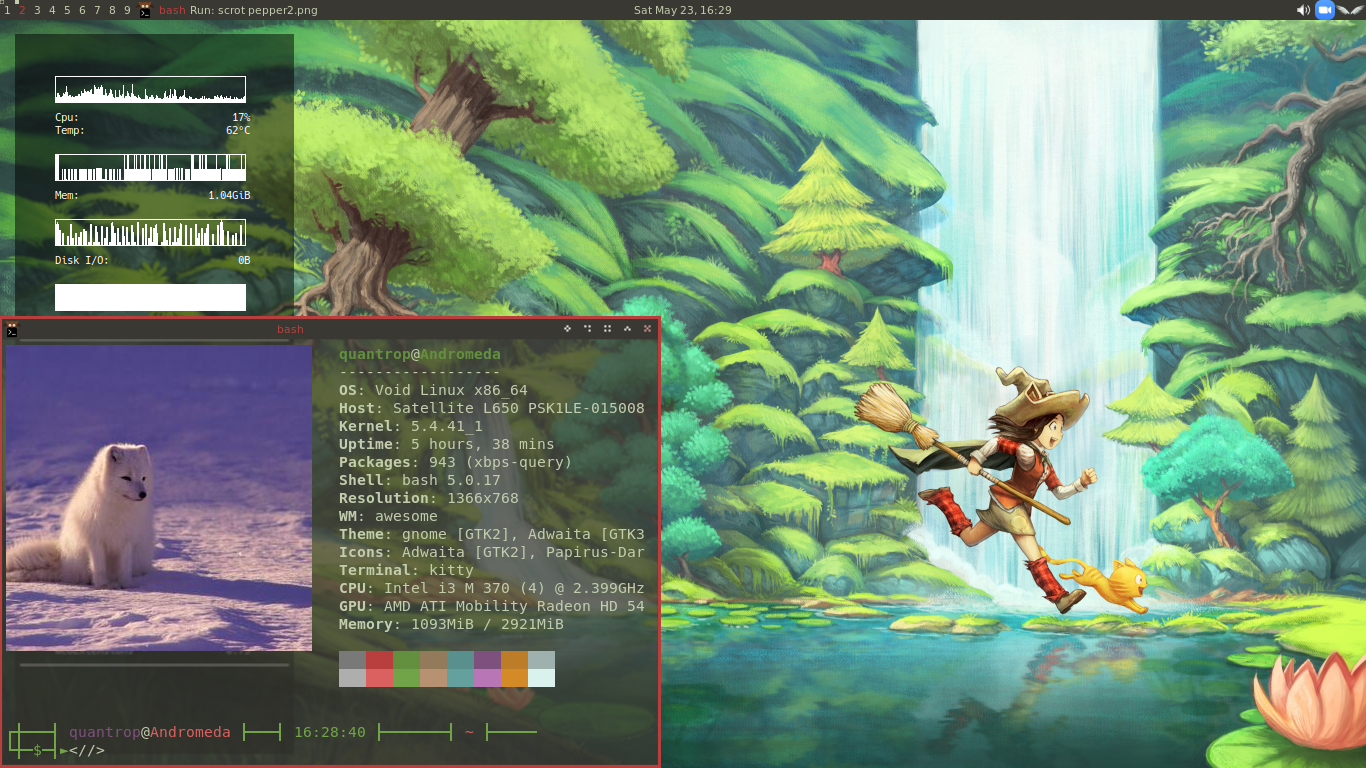 1 2 3 4 5 6 7 8 9 bash Run: scrot pepper2.png
Sat May 23, 16:29
Cpu: 17%
Temp: 62°C
Mem: 1.04GiB
Disk I/O: 0B
bash
quantrop@Andromeda
------------------
OS: Void Linux x86_64
Host: Satellite L650 PSK1LE-015008
Kernel: 5.4.41_1
Uptime: 5 hours, 38 mins
Packages: 943 (xbps-query)
Shell: bash 5.0.17
Resolution: 1366x768
WM: awesome
Theme: gnome [GTK2], Adwaita [GTK3
Icons: Adwaita [GTK2], Papirus-Dar
Terminal: kitty
CPU: Intel i3 M 370 (4) @ 2.399GHz
GPU: AMD ATI Mobility Radeon HD 54
Memory: 1093MiB / 2921MiB
quantrop@Andromeda 16:28:40 ~
$ ►<//>